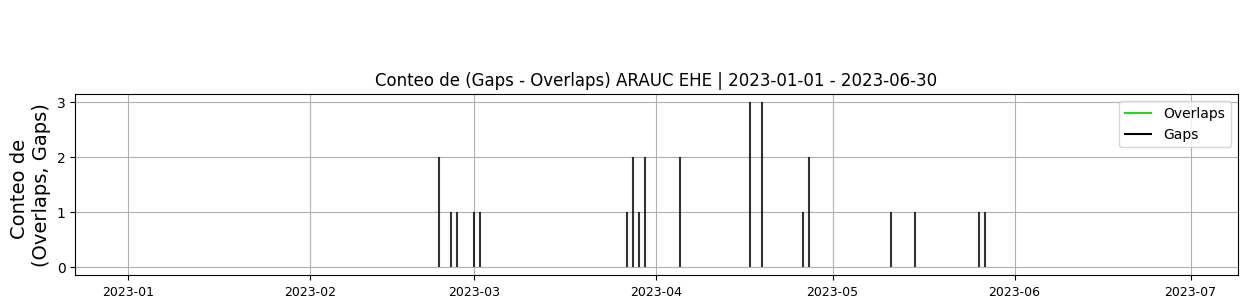 Conteo de (Gaps - Overlaps) ARAUC EHE | 2023-01-01 - 2023-06-30
Conteo de
(Overlaps, Gaps)
3
2
1
0
Overlaps
Gaps
2023-01
2023-02
2023-03
2023-04
2023-05
2023-06
2023-07